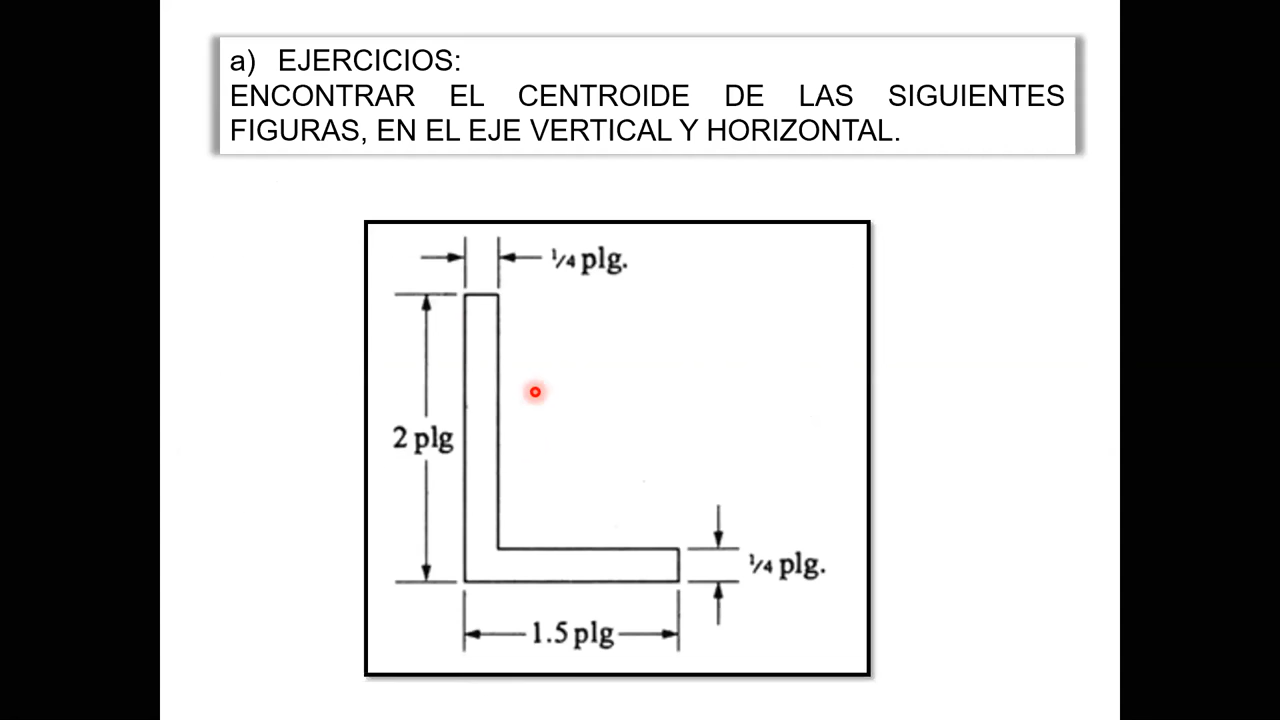 a) EJERCICIOS:
ENCONTRAR EL CENTROIDE DE LAS SIGUIENTES
FIGURAS, EN EL EJE VERTICAL Y HORIZONTAL.
1/4 plg.
2 plg
1/4 plg.
1.5 plg